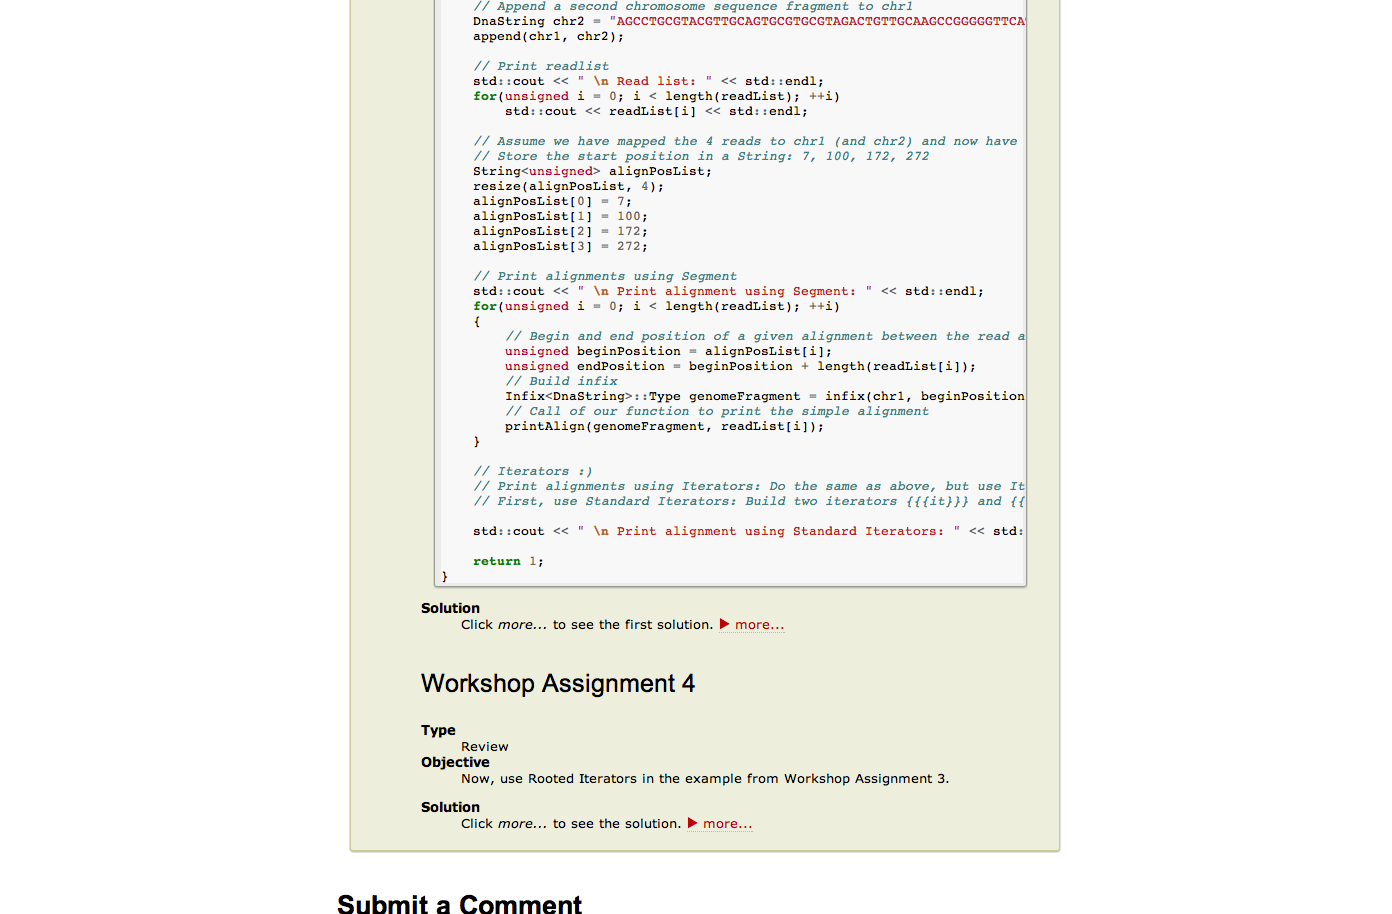 // Append a second chromosome sequence fragment to chr1
DnaString chr2 = "AGCCTGCGTACGTTGCAGTGCGTGCGTAGACTGTTGCAAGCCGGGGGTTCA
append(chr1, chr2);
// Print readlist
std::cout << " \n Read list: " << std::endl;
for(unsigned i = 0; i < length(readList); ++i)
std::cout << readList[i] << std::endl;
// Assume we have mapped the 4 reads to chr1 (and chr2) and now have
// Store the start position in a String: 7, 100, 172, 272
String<unsigned> alignPosList;
resize(alignPosList, 4);
alignPosList[0] = 7;
alignPosList[1] = 100;
alignPosList[2] = 172;
alignPosList[3] = 272;
// Print alignments using Segment
std::cout << " \n Print alignment using Segment: " << std::endl;
for(unsigned i = 0; i < length(readList); ++i)
{
// Begin and end position of a given alignment between the read a
unsigned beginPosition = alignPosList[i];
unsigned endPosition = beginPosition + length(readList[i]);
// Build infix
Infix<DnaString>::Type genomeFragment = infix(chr1, beginPosition
// Call of our function to print the simple alignment
printAlign(genomeFragment, readList[i]);
}
// Iterators :)
// Print alignments using Iterators: Do the same as above, but use It
// First, use Standard Iterators: Build two iterators {{{it}}} and {{
std::cout << " \n Print alignment using Standard Iterators: " << std:
return 1;
}
Solution
Click more... to see the first solution. ▶ more...
Workshop Assignment 4
Type
Review
Objective
Now, use Rooted Iterators in the example from Workshop Assignment 3.
Solution
Click more... to see the solution. ▶ more...
Submit a Comment